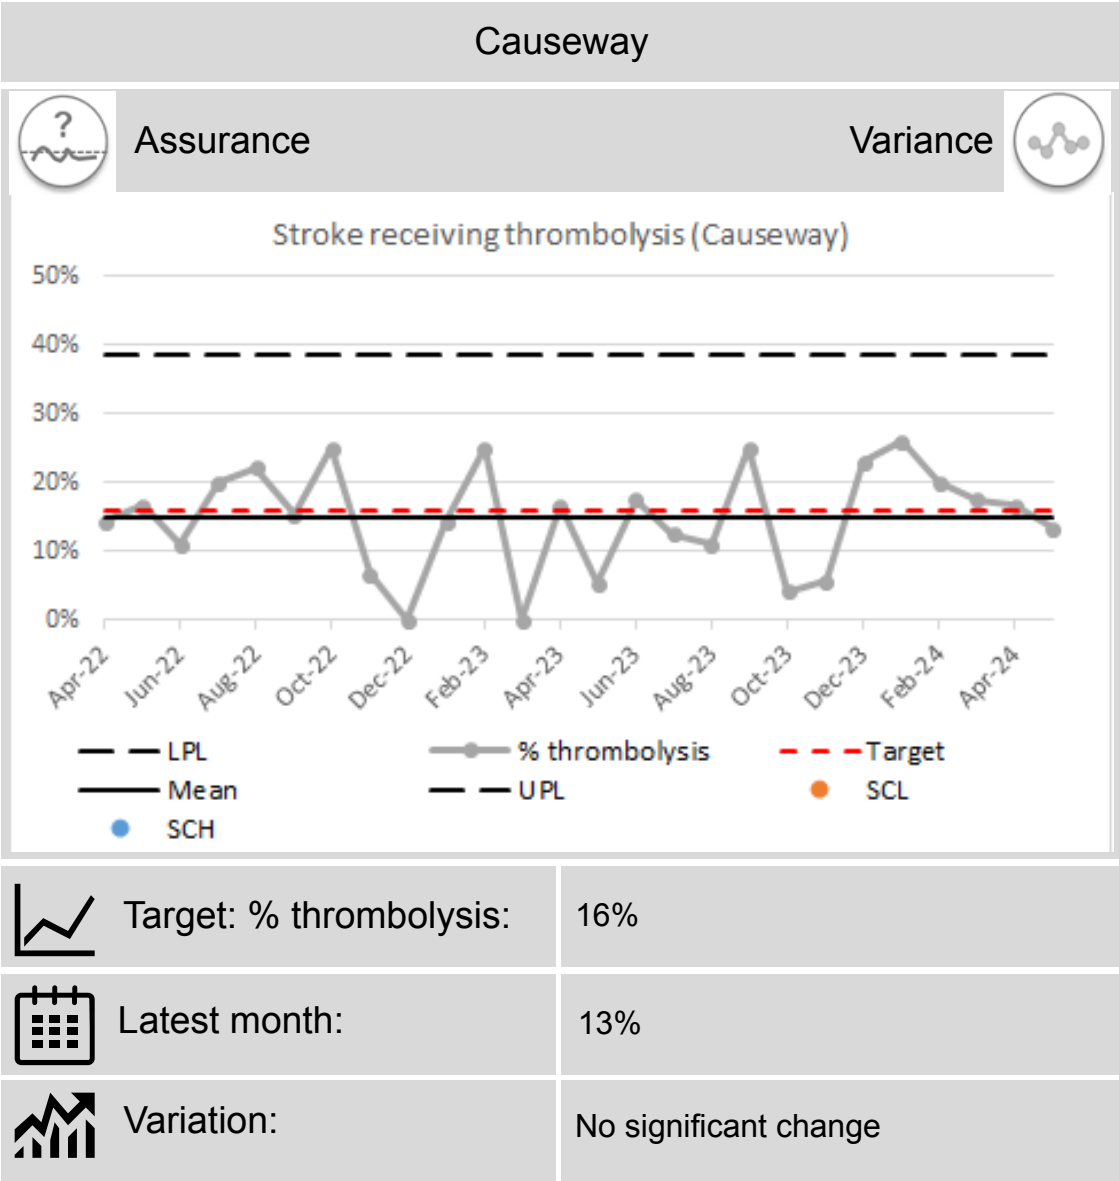 Causeway
?
Assurance
Variance
Stroke receiving thrombolysis (Causeway)
50%
40%
30%
20%
10%
0%
Apr-22
Jun-22
Aug-22
Oct-22
Dec-22
Feb-23
Apr-23
Jun-23
Aug-23
Oct-23
Dec-23
Feb-24
Apr-24
LPL
% thrombolysis
Target
Mean
UPL
SCL
SCH
Target: % thrombolysis:
16%
Latest month:
13%
Variation:
No significant change